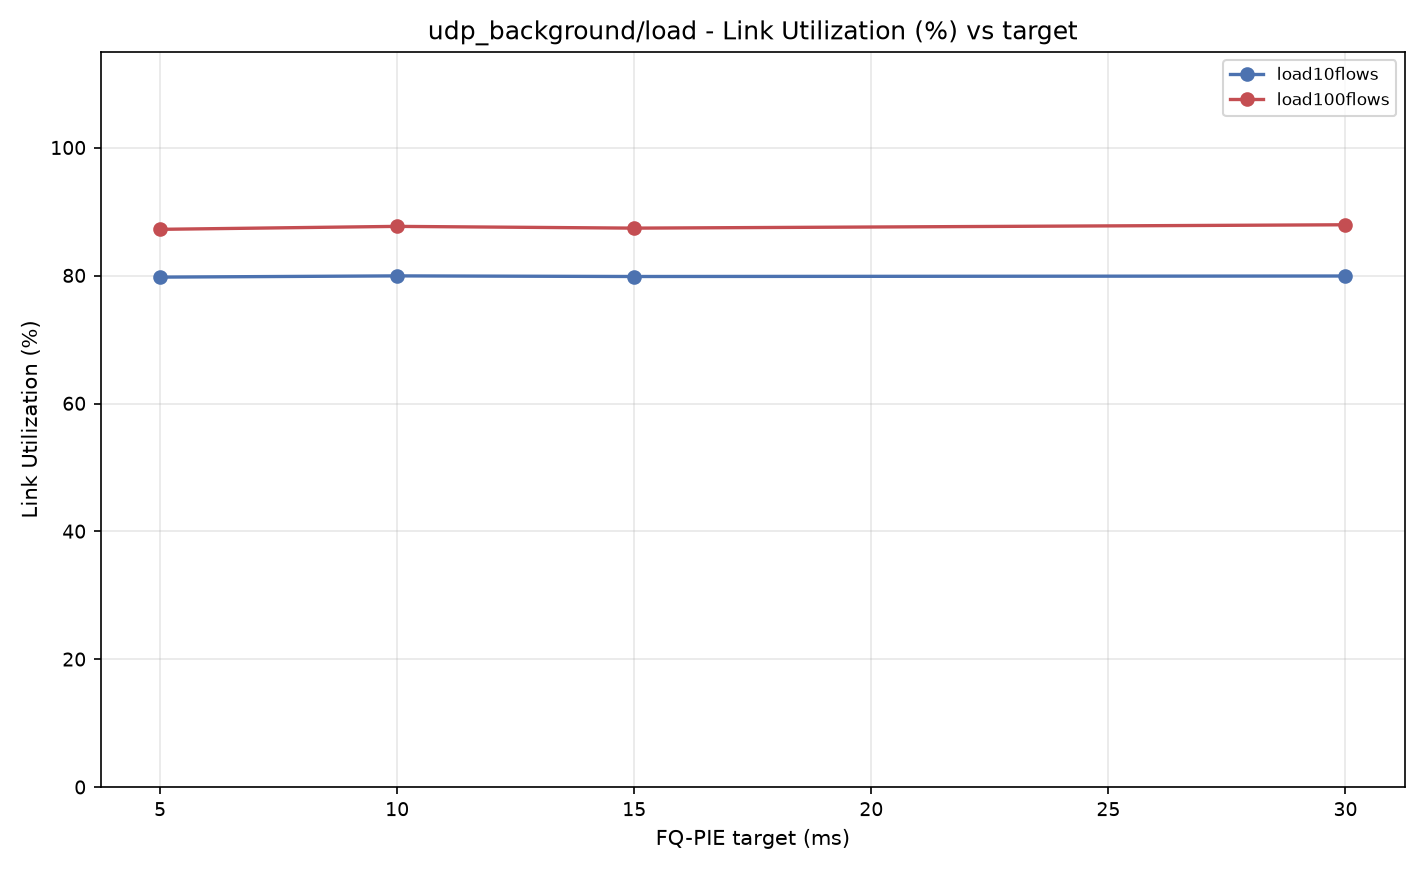 udp_background/load - Link Utilization (%) vs target
load10flows
load100flows
Link Utilization (%)
100
80
60
40
20
0
5 10 15 20 25 30
FQ-PIE target (ms)